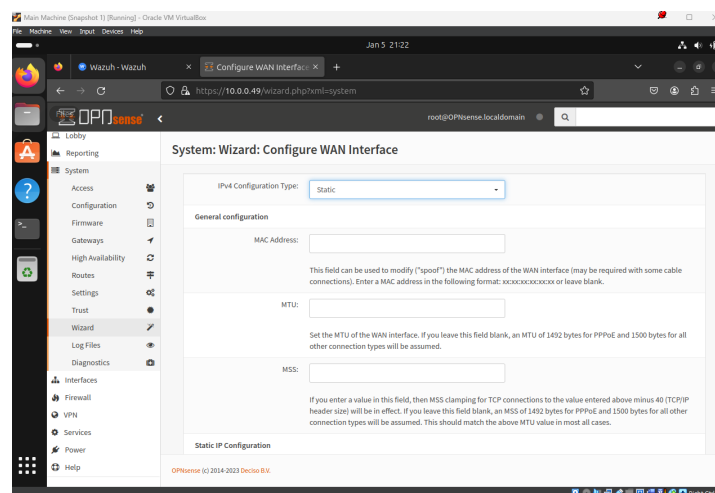 Main Machine (Snapshot 1) [Running] - Oracle VM VirtualBox
File Machine View Input Devices Help
Jan 5 21:22
Wazuh - Wazuh
Configure WAN Interface
https://10.0.0.49/wizard.php?xml=system
Files
OPNsense
root@OPNsense.localdomain
Lobby
Reporting
System
Access
Configuration
Firmware
Gateways
High Availability
Routes
Settings
Trust
Wizard
Log Files
Diagnostics
Interfaces
Firewall
VPN
Services
Power
Help
System: Wizard: Configure WAN Interface
IPv4 Configuration Type:
Static
General configuration
MAC Address:
This field can be used to modify ("spoof") the MAC address of the WAN interface (may be required with some cable
connections). Enter a MAC address in the following format: xx:xx:xx:xx:xx:xx or leave blank.
MTU:
Set the MTU of the WAN interface. If you leave this field blank, an MTU of 1492 bytes for PPPoE and 1500 bytes for all
other connection types will be assumed.
MSS:
If you enter a value in this field, then MSS clamping for TCP connections to the value entered above minus 40 (TCP/IP
header size) will be in effect. If you leave this field blank, an MSS of 1492 bytes for PPPoE and 1500 bytes for all other
connection types will be assumed. This should match the above MTU value in most all cases.
Static IP Configuration
OPNsense (c) 2014-2023 Deciso B.V.